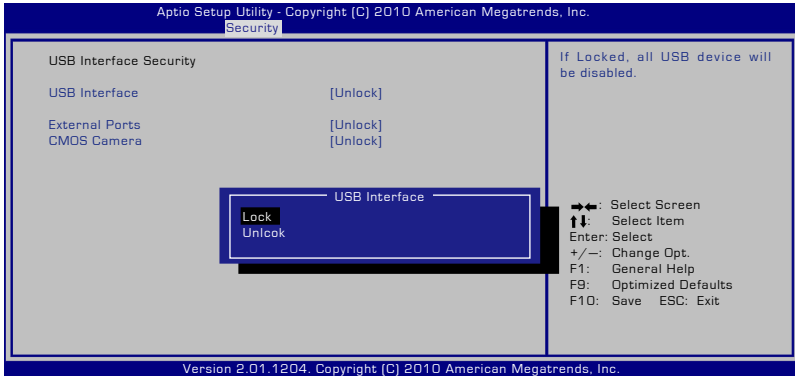 Aptio Setup Utility - Copyright (C) 2010 American Megatrends, Inc.
Security
USB Interface Security
USB Interface [Unlock]
External Ports [Unlock]
CMOS Camera [Unlock]
USB Interface
Lock
Unlcok
If Locked, all USB device will
be disabled.
→←: Select Screen
↑↓: Select Item
Enter: Select
+/—: Change Opt.
F1: General Help
F9: Optimized Defaults
F10: Save ESC: Exit
Version 2.01.1204. Copyright (C) 2010 American Megatrends, Inc.